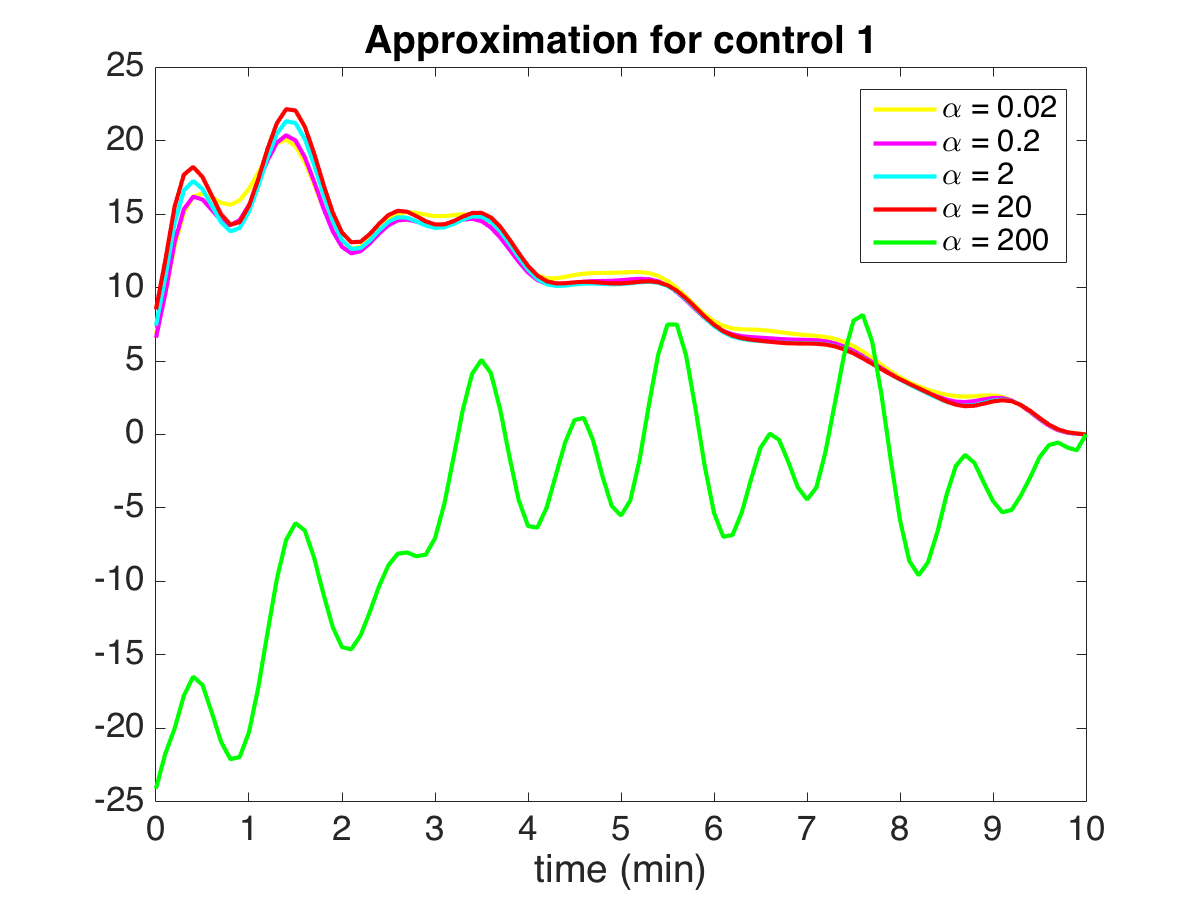 Approximation for control 1
25
20
15
10
5
0
-5
-10
-15
-20
-25
α = 0.02
α = 0.2
α = 2
α = 20
α = 200
0 1 2 3 4 5 6 7 8 9 10
time (min)